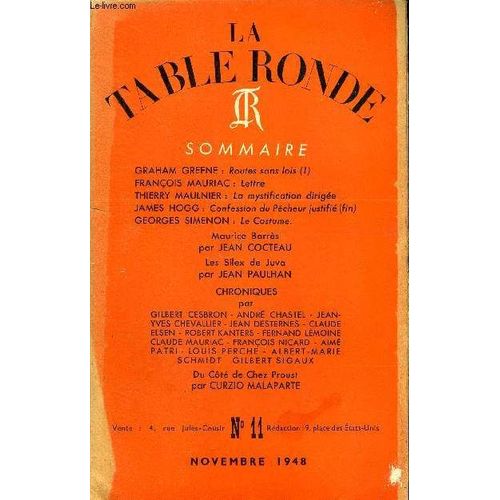 Le-livre.com
LA
TABLE RONDE
TR
SOMMAIRE
GRAHAM GREENE : Routes sans lois (I)
FRANÇOIS MAURIAC : Lettre
THIERRY MAULNIER : La mystification dirigée
JAMES HOGG : Confession du Pécheur justifié (fin)
GEORGES SIMENON : Le Costume.
Maurice Barrès
par JEAN COCTEAU
Les Silex de Juva
par JEAN PAULHAN
CHRONIQUES
par
GILBERT CESBRON - ANDRÉ CHASTEL - JEAN-
YVES CHEVALLIER - JEAN DESTERNES - CLAUDE
ELSEN - ROBERT KANTERS - FERNAND LEMOINE
CLAUDE MAURIAC - FRANÇOIS NICARD - AIMÉ
PATRI - LOUIS PERCHE - ALBERT-MARIE
SCHMIDT GILBERT SIGAUX
Du Côté de Chez Proust
par CURZIO MALAPARTE
Vente : 4, rue Jules-Cousin N° 11 Rédaction : 9, place des États-Unis
NOVEMBRE 1948